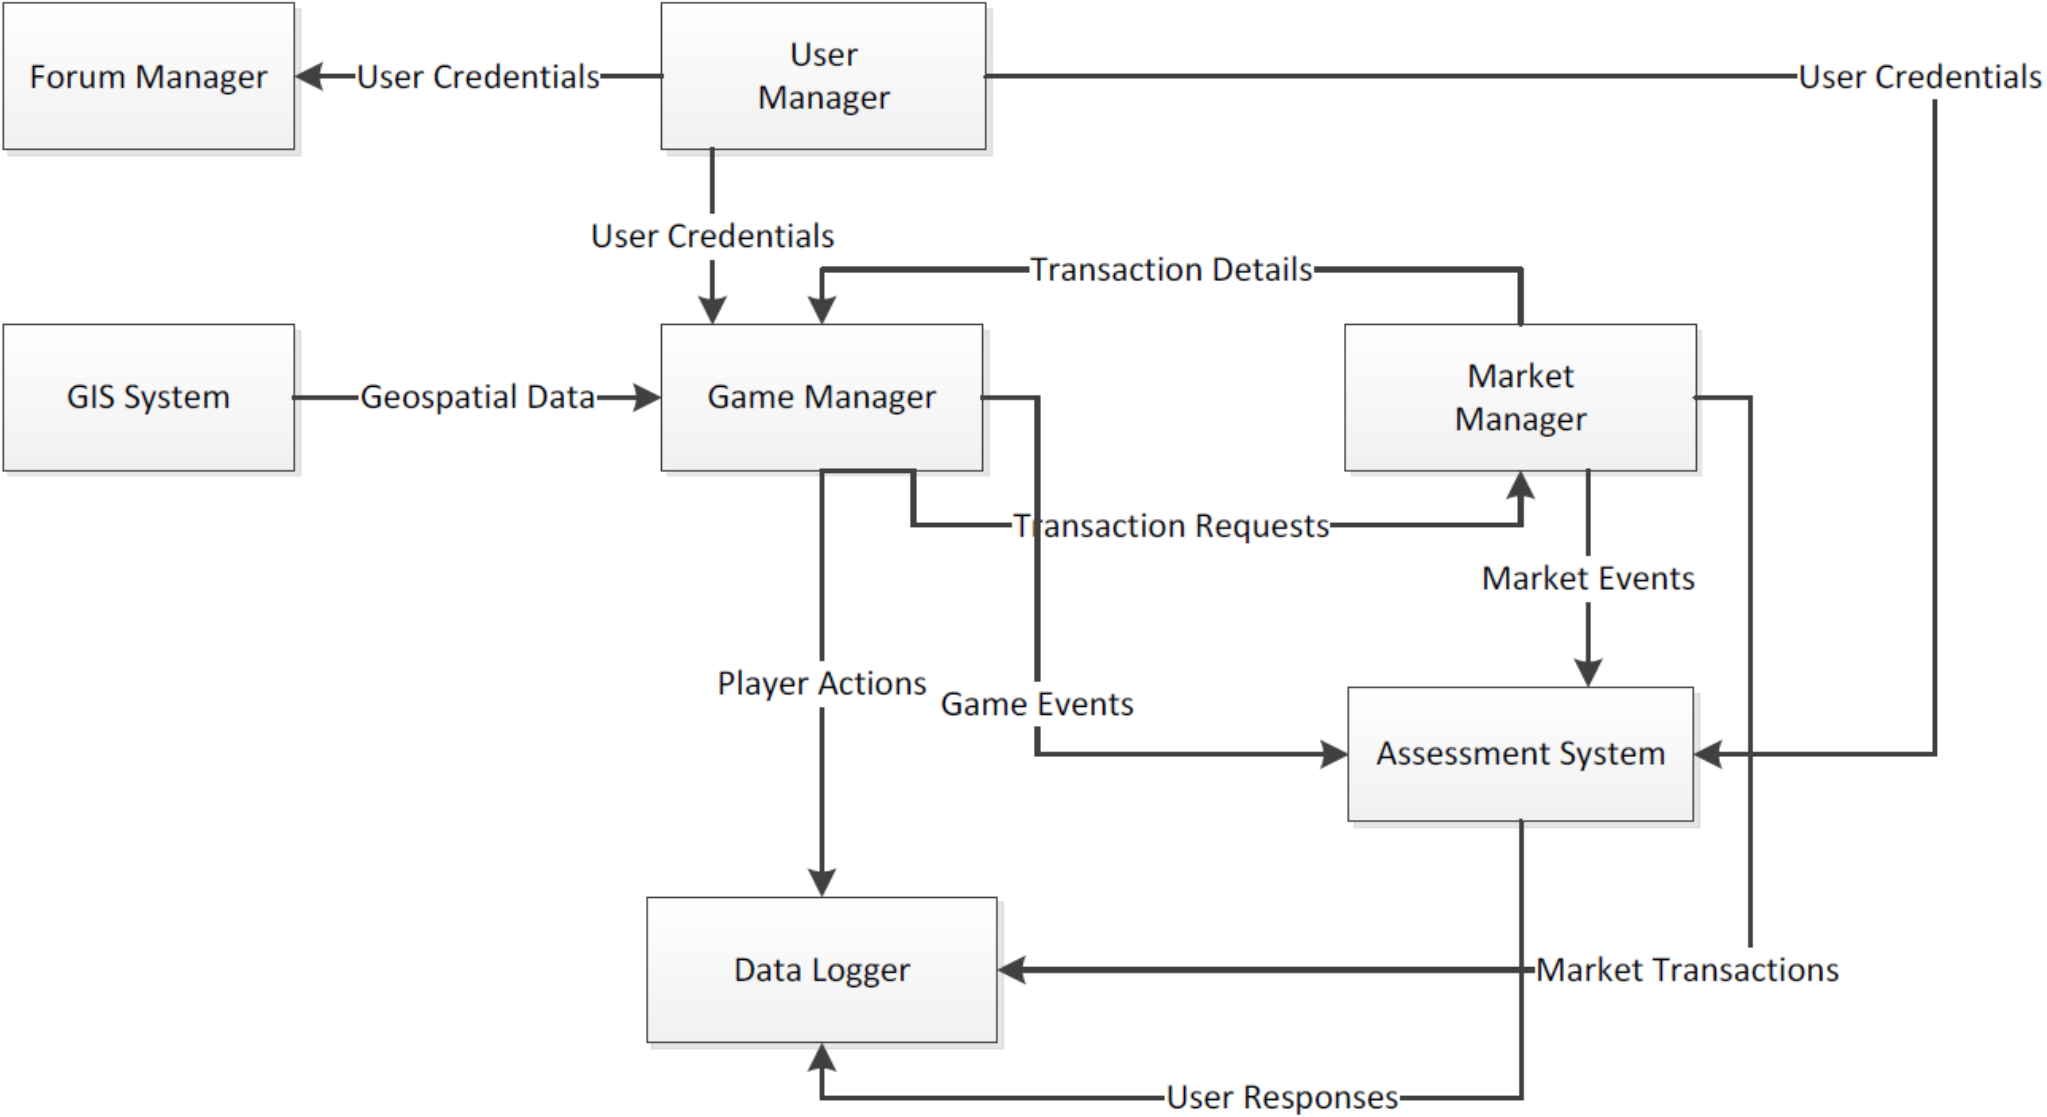 Forum Manager
User Credentials
User
Manager
User Credentials
User Credentials
Transaction Details
GIS System
Geospatial Data
Game Manager
Market
Manager
Transaction Requests
Market Events
Player Actions
Game Events
Assessment System
Data Logger
Market Transactions
User Responses